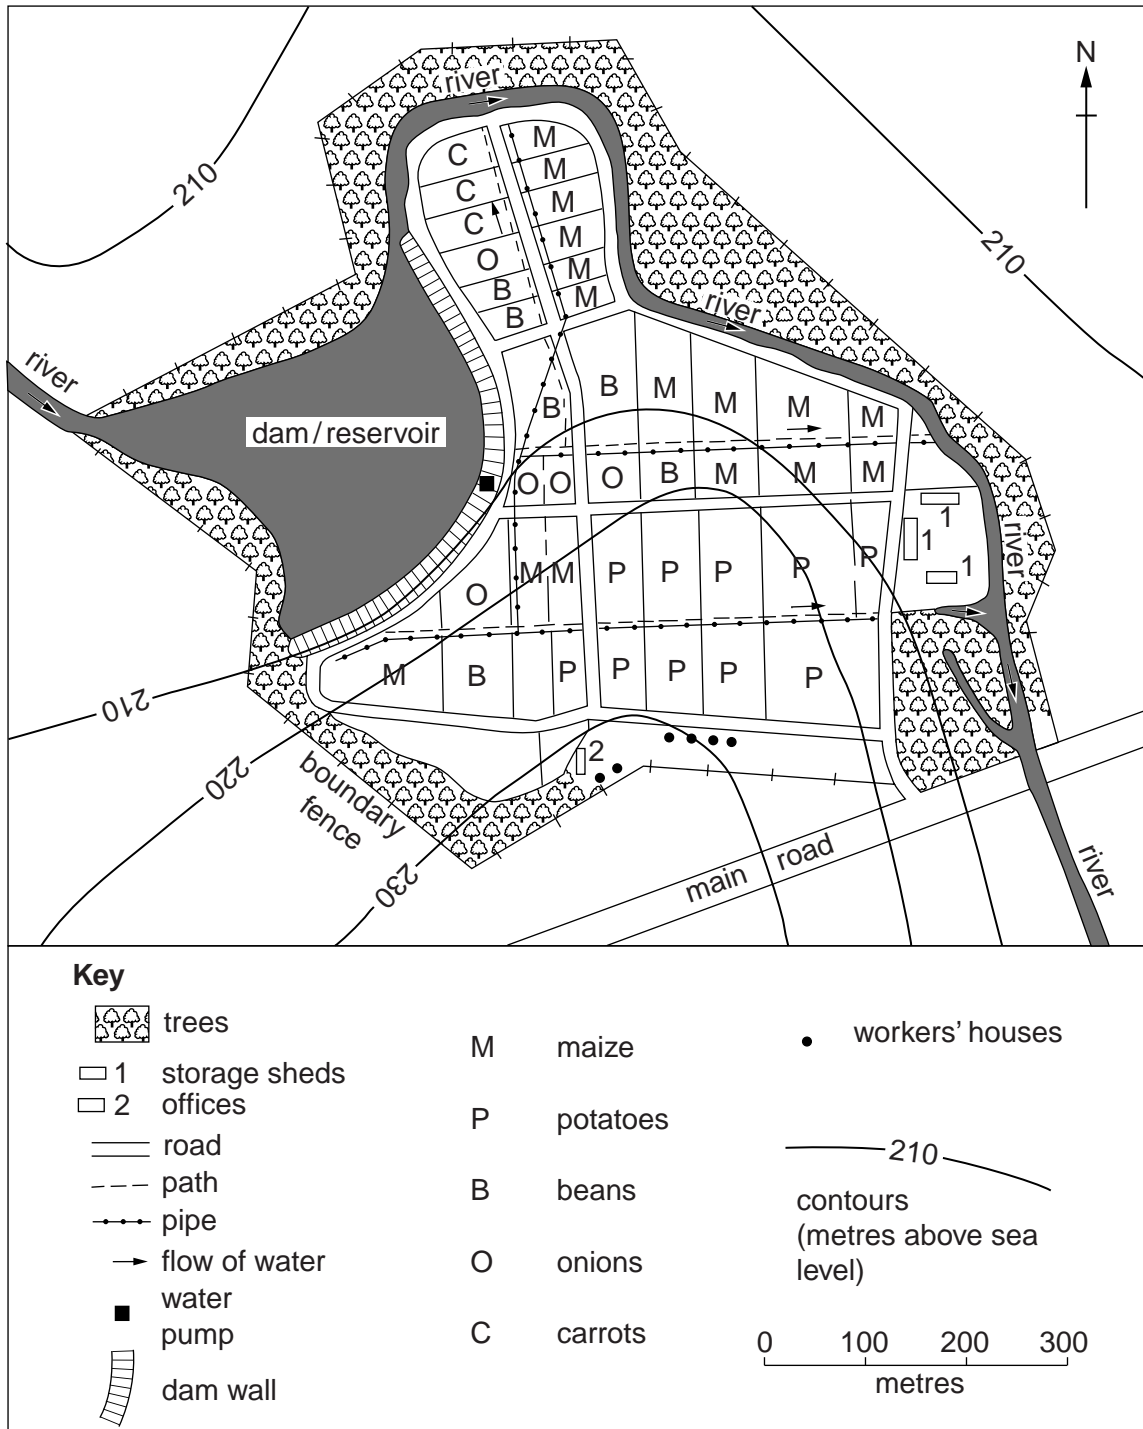 N
river
210
210
C
M
C
M
C
M
O
M
B
M
B
M
river
river
dam / reservoir
B
B
M
M
M
M
O
O
O
B
M
M
M
1
1
1
river
O
M
M
P
P
P
P
P
M
B
P
P
P
P
P
210
220
230
2
boundary
fence
main road
river
Key
trees
1 storage sheds
2 offices
road
path
pipe
flow of water
water
pump
dam wall
M maize
P potatoes
B beans
O onions
C carrots
workers' houses
210
contours
(metres above sea
level)
0 100 200 300
metres